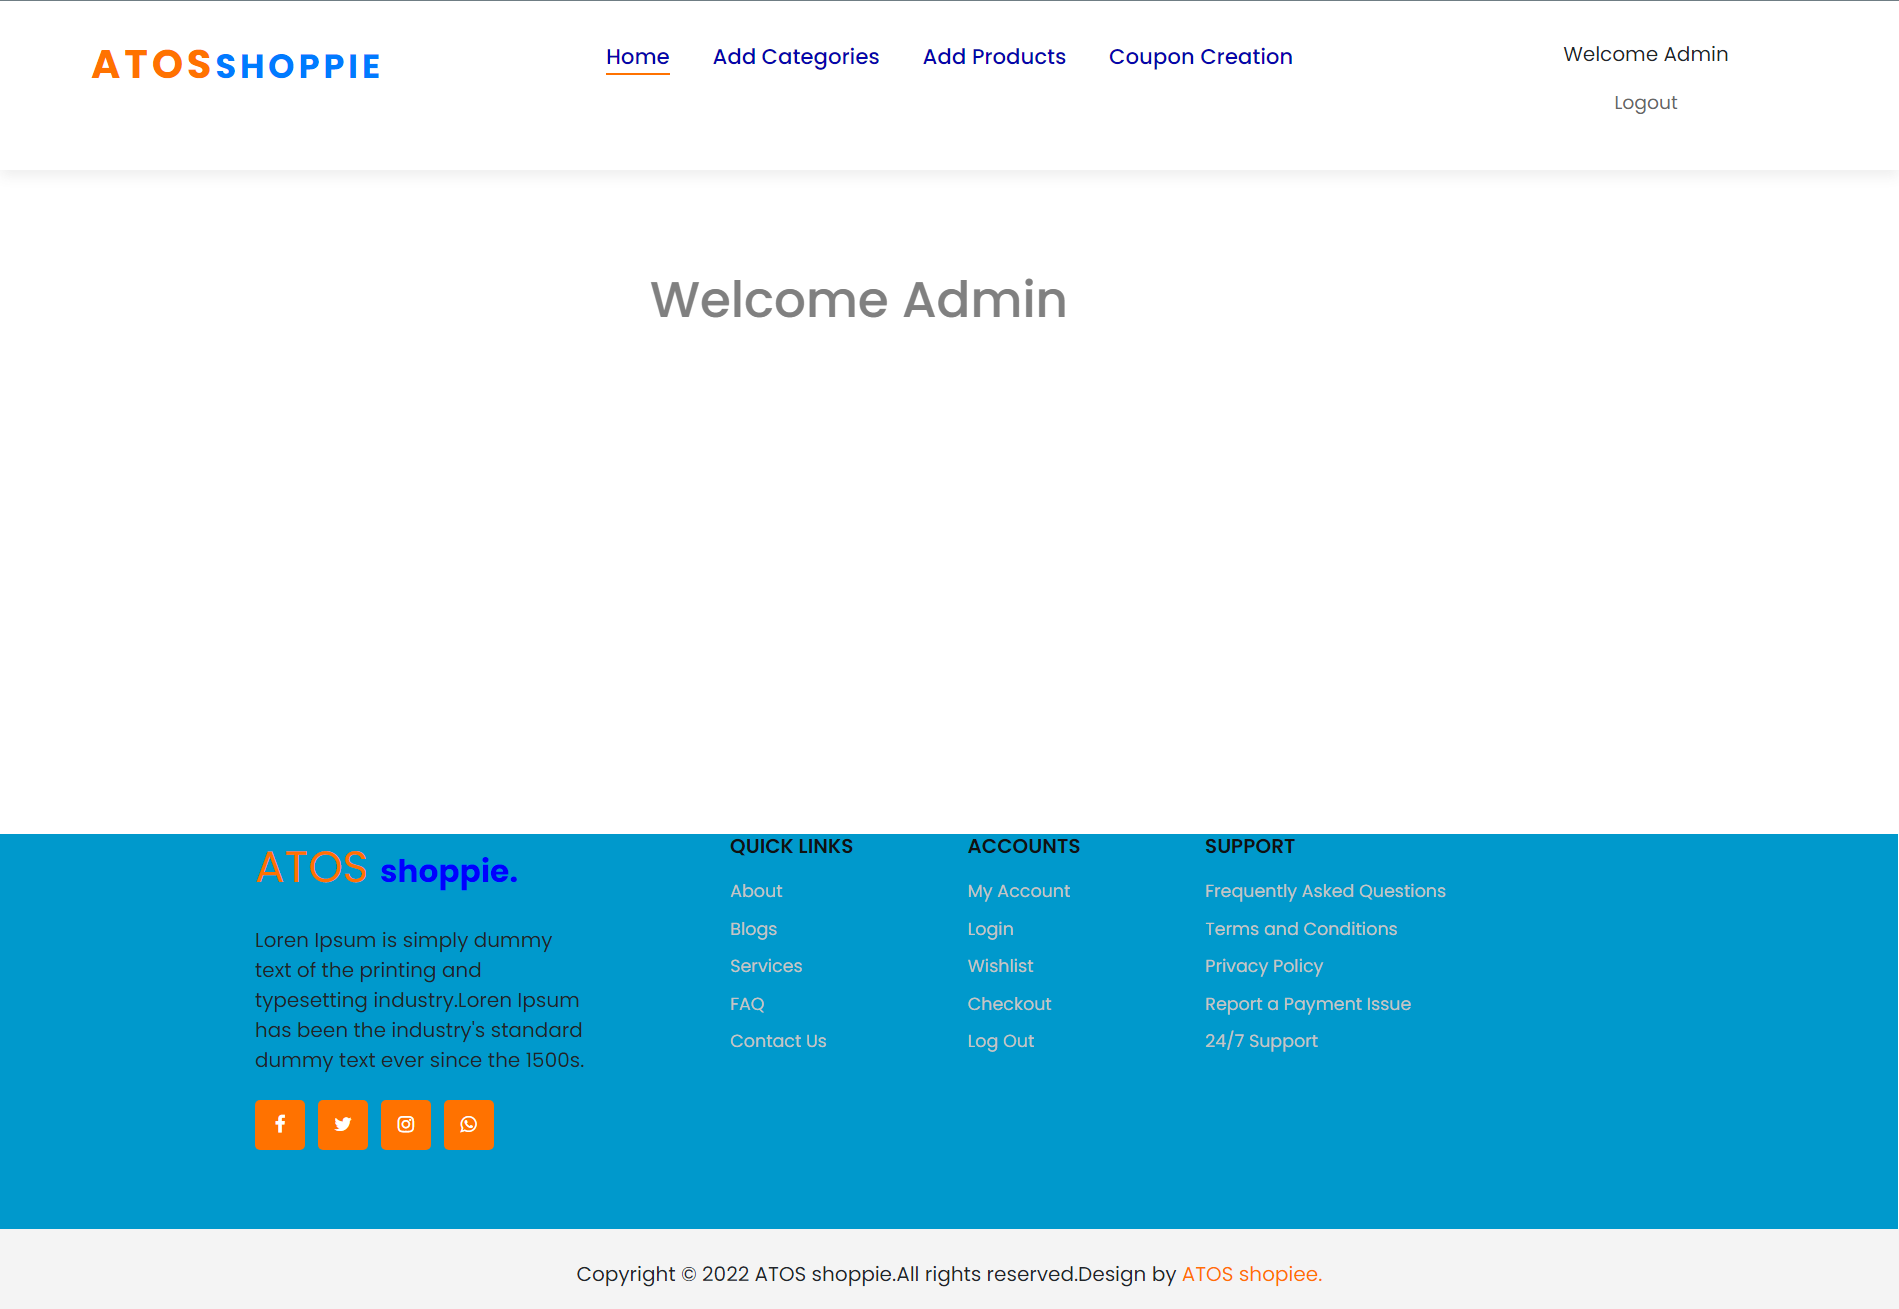 ATOSSHOPPIE
Home
Add Categories
Add Products
Coupon Creation
Welcome Admin
Logout
Welcome Admin
ATOS shoppie.
Loren Ipsum is simply dummy
text of the printing and
typesetting industry.Loren Ipsum
has been the industry's standard
dummy text ever since the 1500s.
QUICK LINKS
About
Blogs
Services
FAQ
Contact Us
ACCOUNTS
My Account
Login
Wishlist
Checkout
Log Out
SUPPORT
Frequently Asked Questions
Terms and Conditions
Privacy Policy
Report a Payment Issue
24/7 Support
Copyright © 2022 ATOS shoppie.All rights reserved.Design by ATOS shopiee.